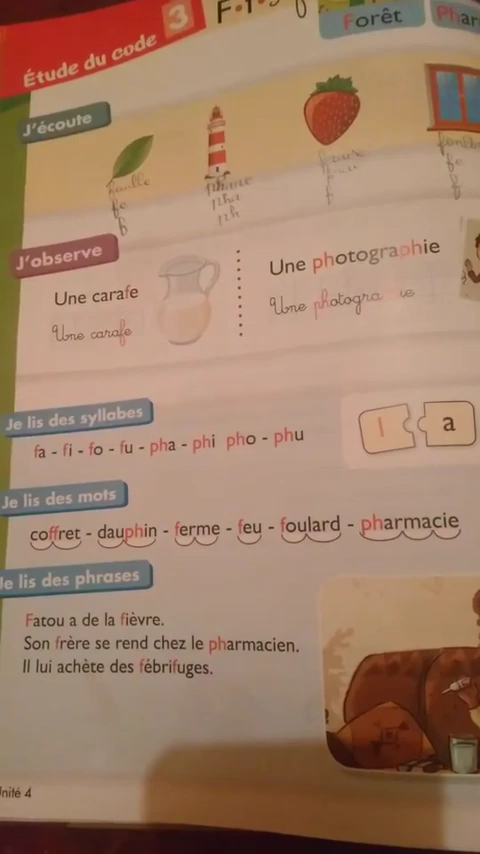 Étude du code 3
Forêt
J'écoute
J'observe
Une carafe
Une carafe
Une photographie
Je lis des syllabes
fa - fi - fo - fu - pha - phi pho - phu
l a
Je lis des mots
coffret - dauphin - ferme - feu - foulard - pharmacie
Je lis des phrases
Fatou a de la fièvre.
Son frère se rend chez le pharmacien.
Il lui achète des fébrifuges.
Unité 4